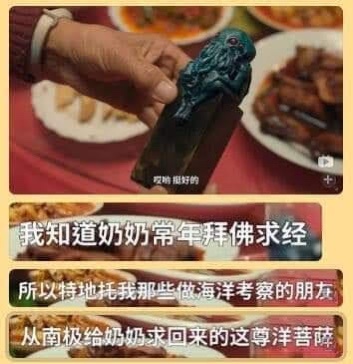 哎哟 挺好的
我知道奶奶常年拜佛求经
所以特地托我那些做海洋考察的朋友
从南极给奶奶求回来的这尊洋菩萨